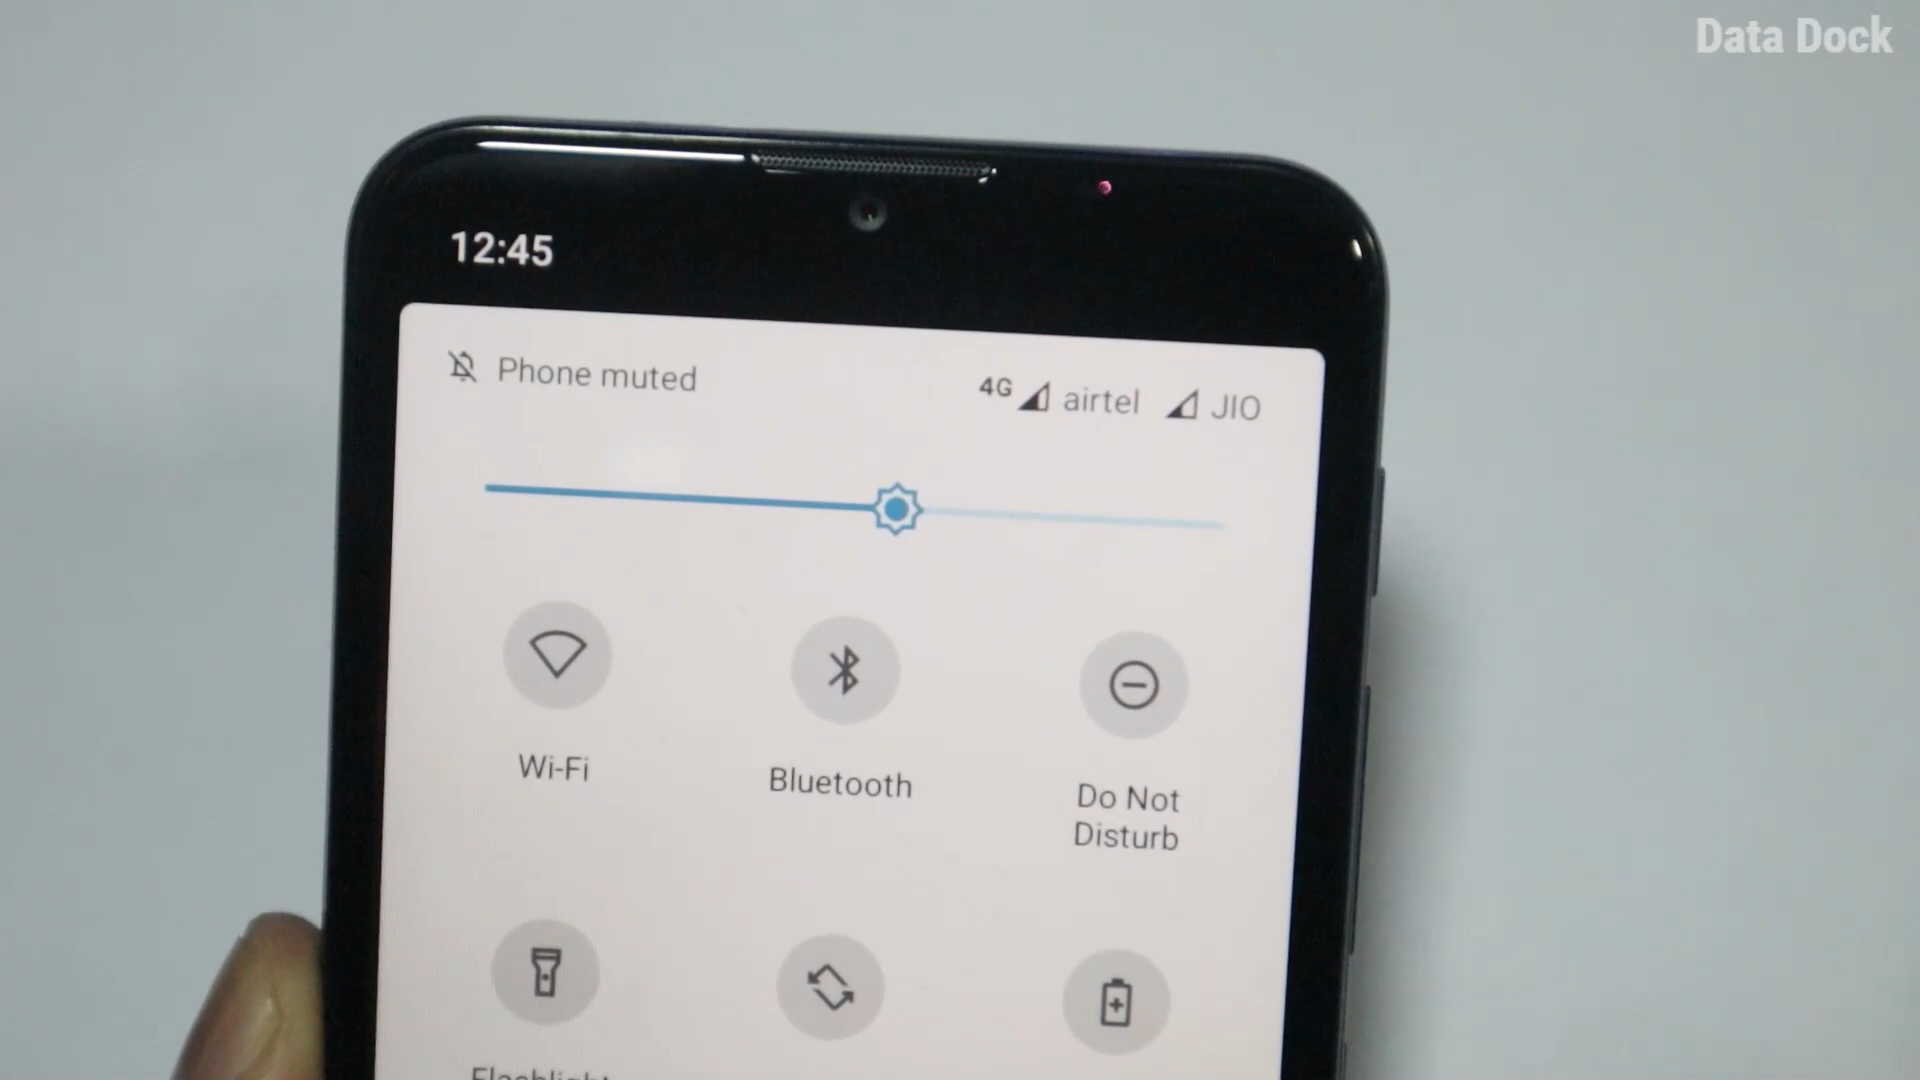 Data Dock
12:45
Phone muted
4G airtel JIO
Wi-Fi
Bluetooth
Do Not
Disturb
Flashlight